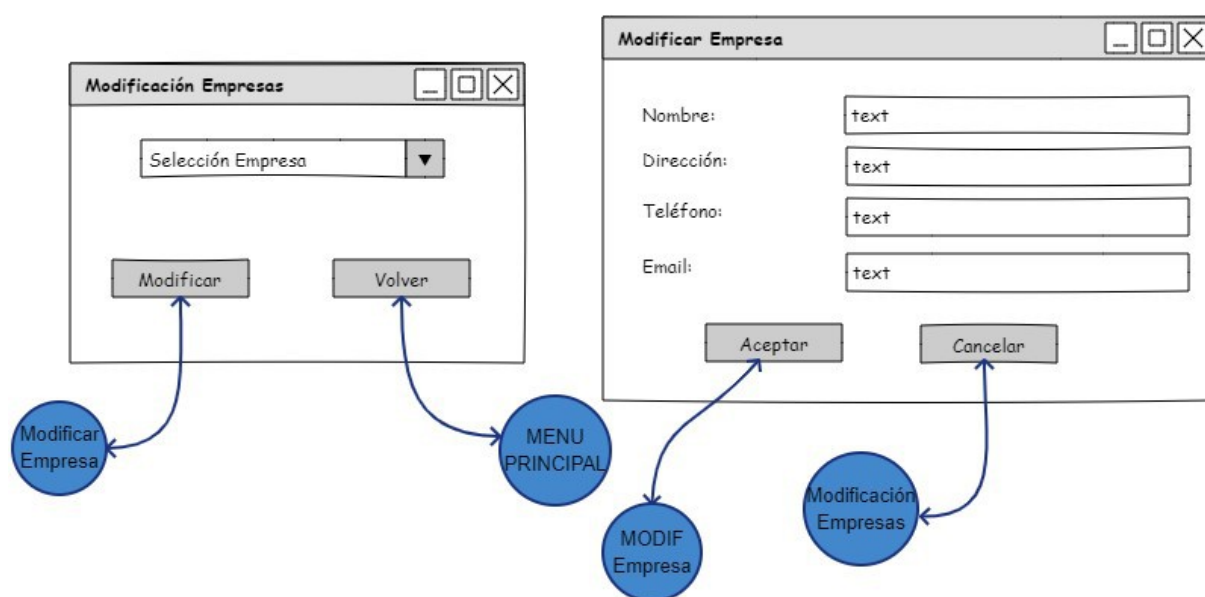 Modificación Empresas
Selección Empresa
Modificar
Volver
Modificar
Empresa
MENU
PRINCIPAL
Modificar Empresa
Nombre:
text
Dirección:
text
Teléfono:
text
Email:
text
Aceptar
Cancelar
MODIF
Empresa
Modificación
Empresas